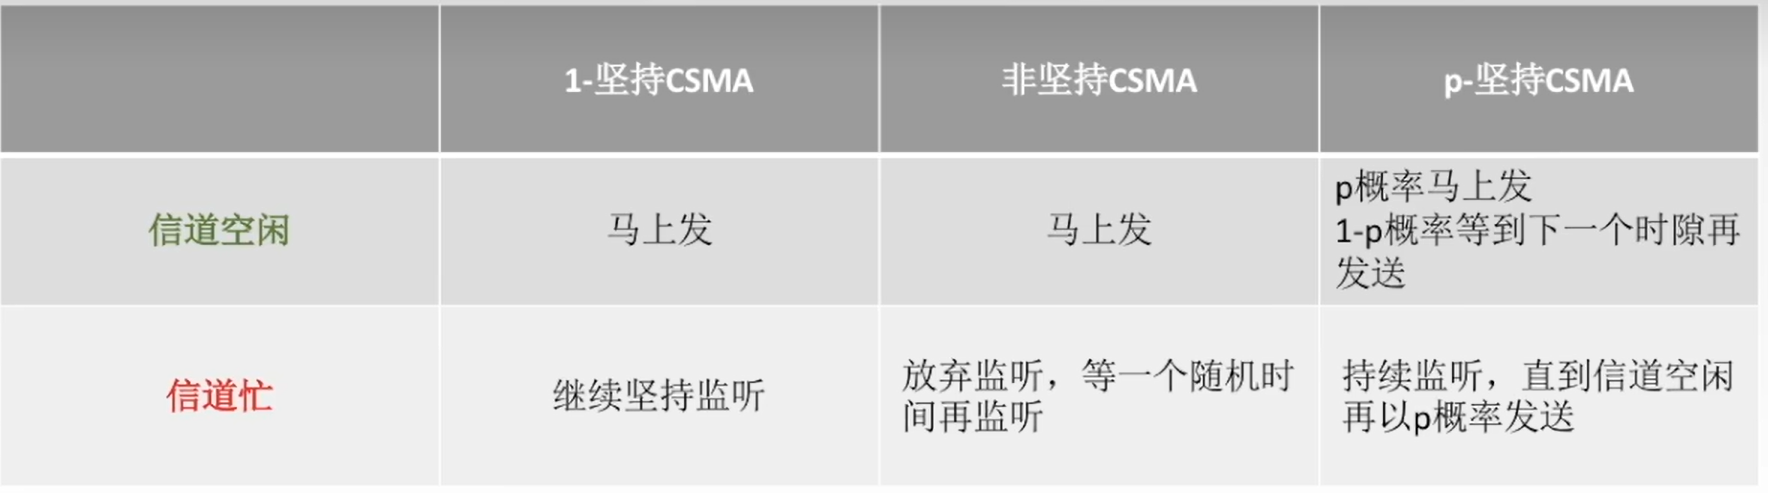 1-坚持CSMA
非坚持CSMA
p-坚持CSMA
信道空闲
马上发
马上发
p概率马上发
1-p概率等到下一个时隙再
发送
信道忙
继续坚持监听
放弃监听，等一个随机时
间再监听
持续监听，直到信道空闲
再以p概率发送